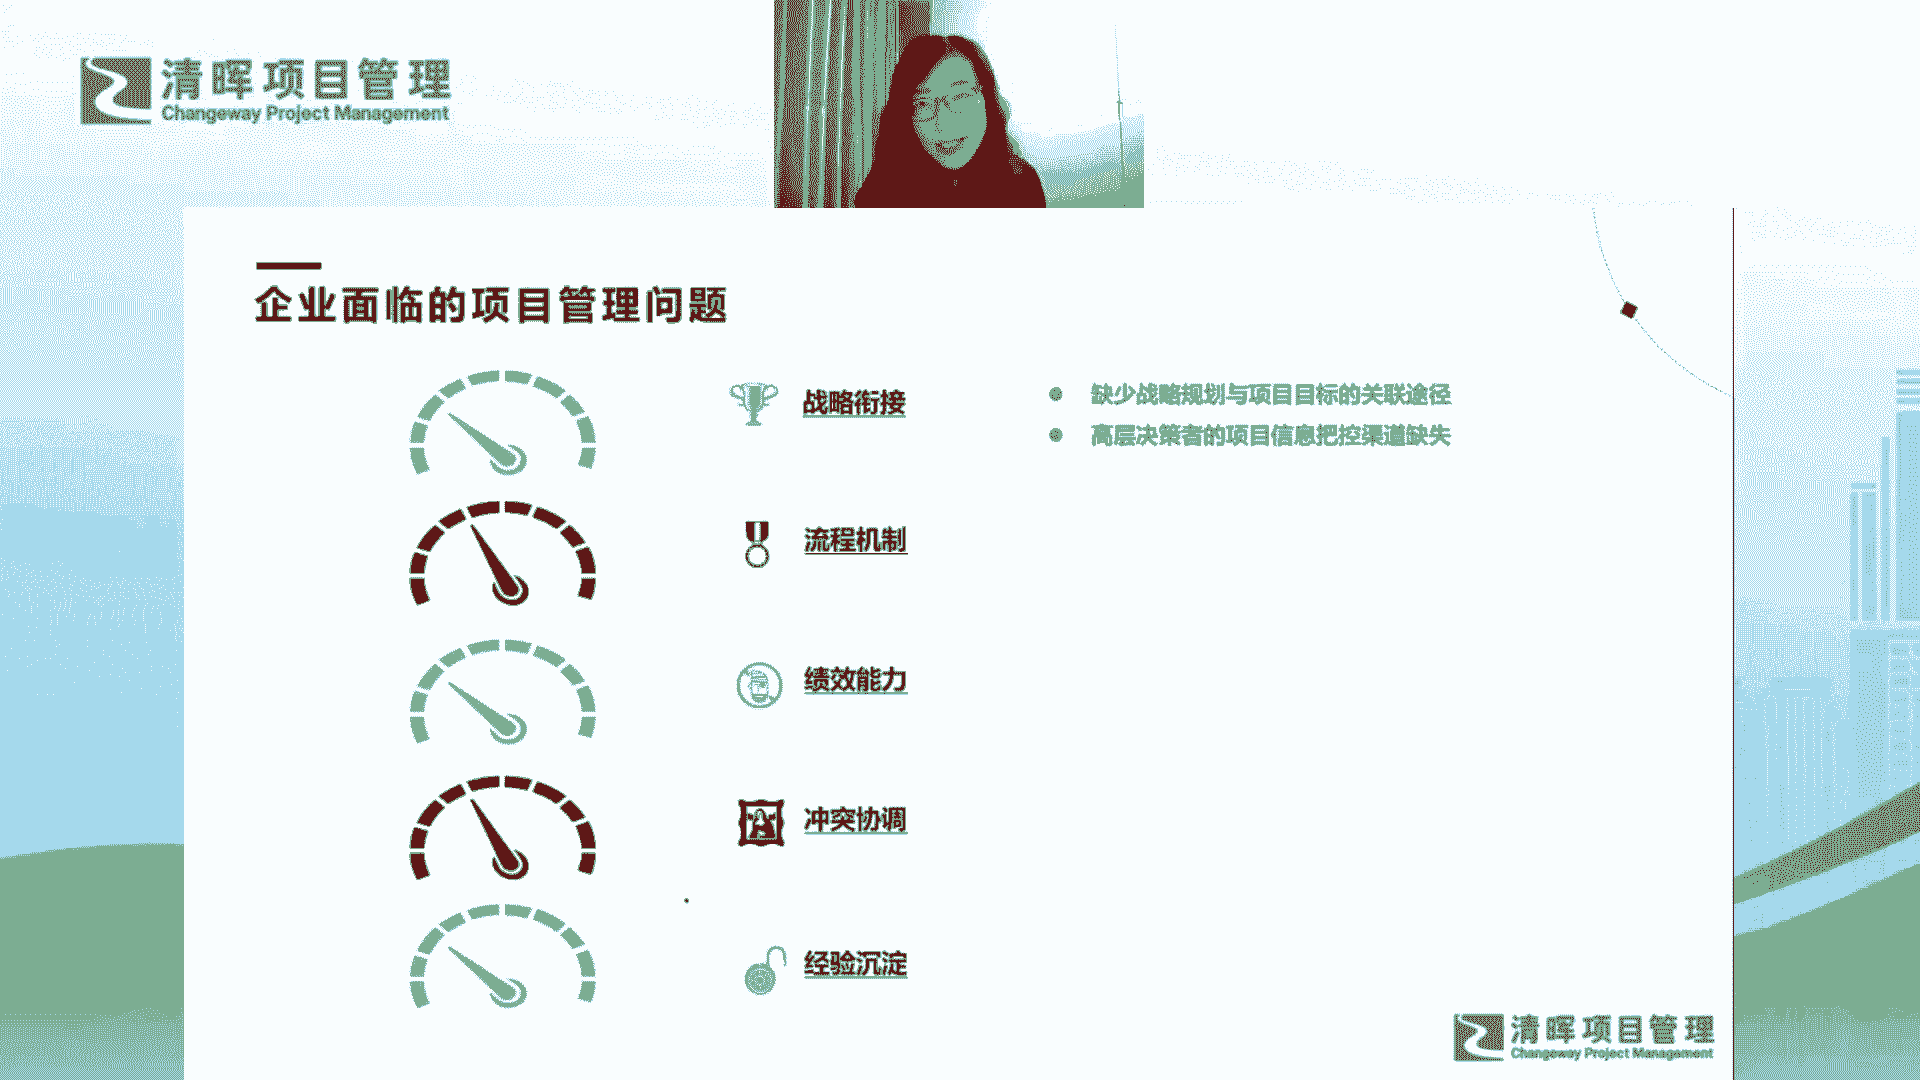 清晖项目管理
Changeway Project Management
企业面临的项目管理问题
战略衔接
缺少战略规划与项目目标的关联途径
高层决策者的项目信息把控渠道缺失
流程机制
绩效能力
冲突协调
经验沉淀
清晖项目管理
Changeway Project Management